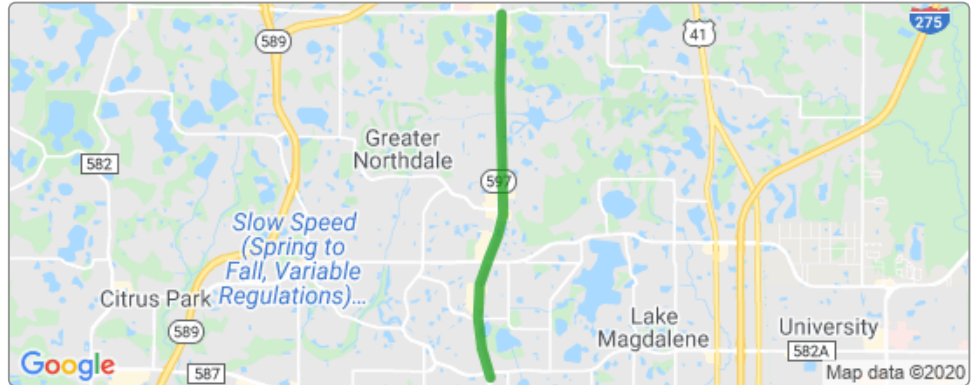 589
41
275
Greater
Northdale
582
597
Slow Speed
(Spring to
Fall, Variable
Regulations)...
Citrus Park
589
Lake
Magdalene
University
582A
587
Google
Map data ©2020